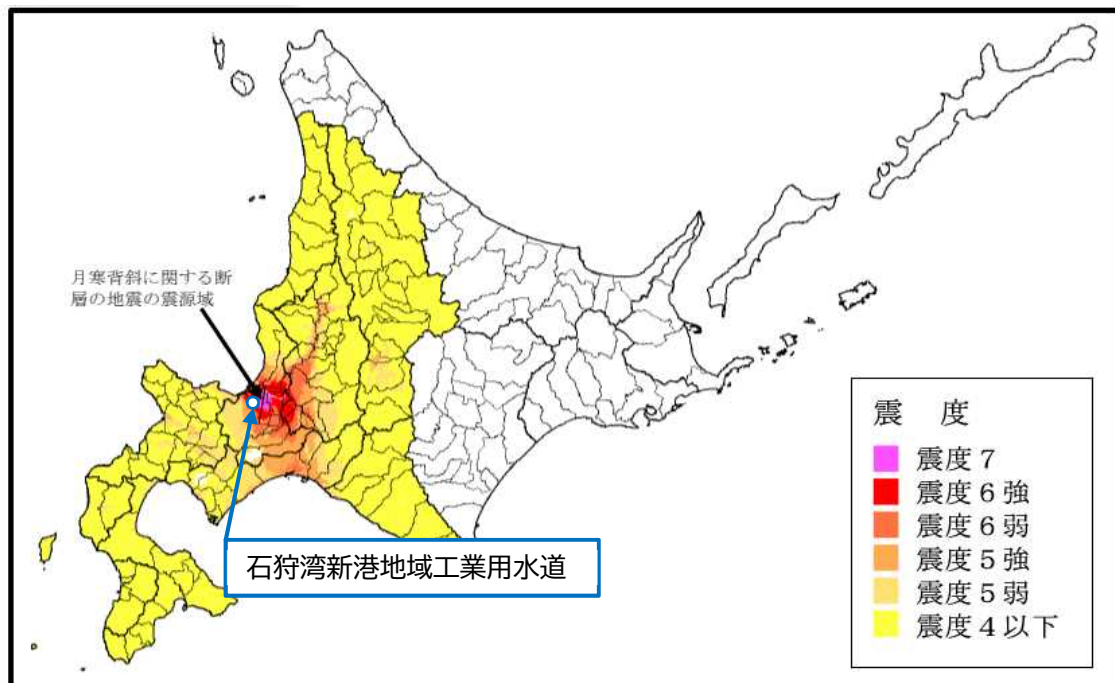 月寒背斜に関する断
層の地震の震源域
石狩湾新港地域工業用水道
震 度
震度7
震度6強
震度6弱
震度5強
震度5弱
震度4以下